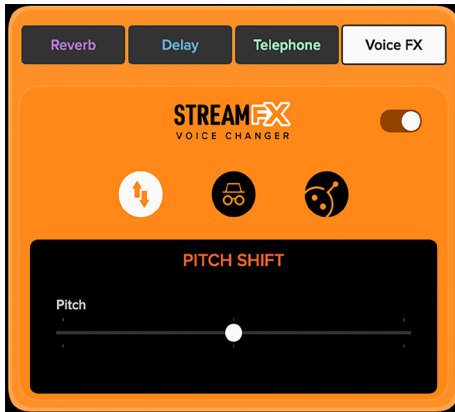 Reverb
Delay
Telephone
Voice FX
STREAMFX
VOICE CHANGER
PITCH SHIFT
Pitch